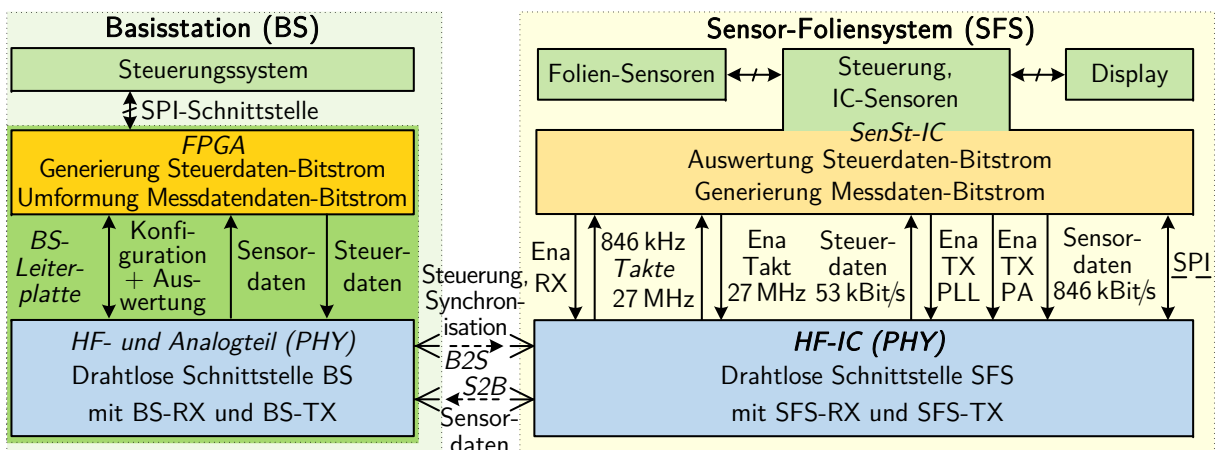 Basisstation (BS)
Steuerungssystem
SPI-Schnittstelle
FPGA
Generierung Steuerdaten-Bitstrom
Umformung Messdatendaten-Bitstrom
BS-
Leiter-
platte
Konfi-
guration
+ Aus-
wertung
Sensor-
daten
Steuer-
daten
HF- und Analogteil (PHY)
Drahtlose Schnittstelle BS
mit BS-RX und BS-TX
Steuerung,
Synchron-
isation
B2S
S2B
Sensor-
daten
Sensor-Foliensystem (SFS)
Folien-Sensoren
Steuerung,
IC-Sensoren
Display
SenSt-IC
Auswertung Steuerdaten-Bitstrom
Generierung Messdaten-Bitstrom
Ena
RX
846 kHz
Takte
27 MHz
Ena
Takt
27 MHz
Steuer-
daten
53 kBit/s
Ena
TX
PLL
Ena
TX
PA
Sensor-
daten
846 kBit/s
SPI
HF-IC (PHY)
Drahtlose Schnittstelle SFS
mit SFS-RX und SFS-TX